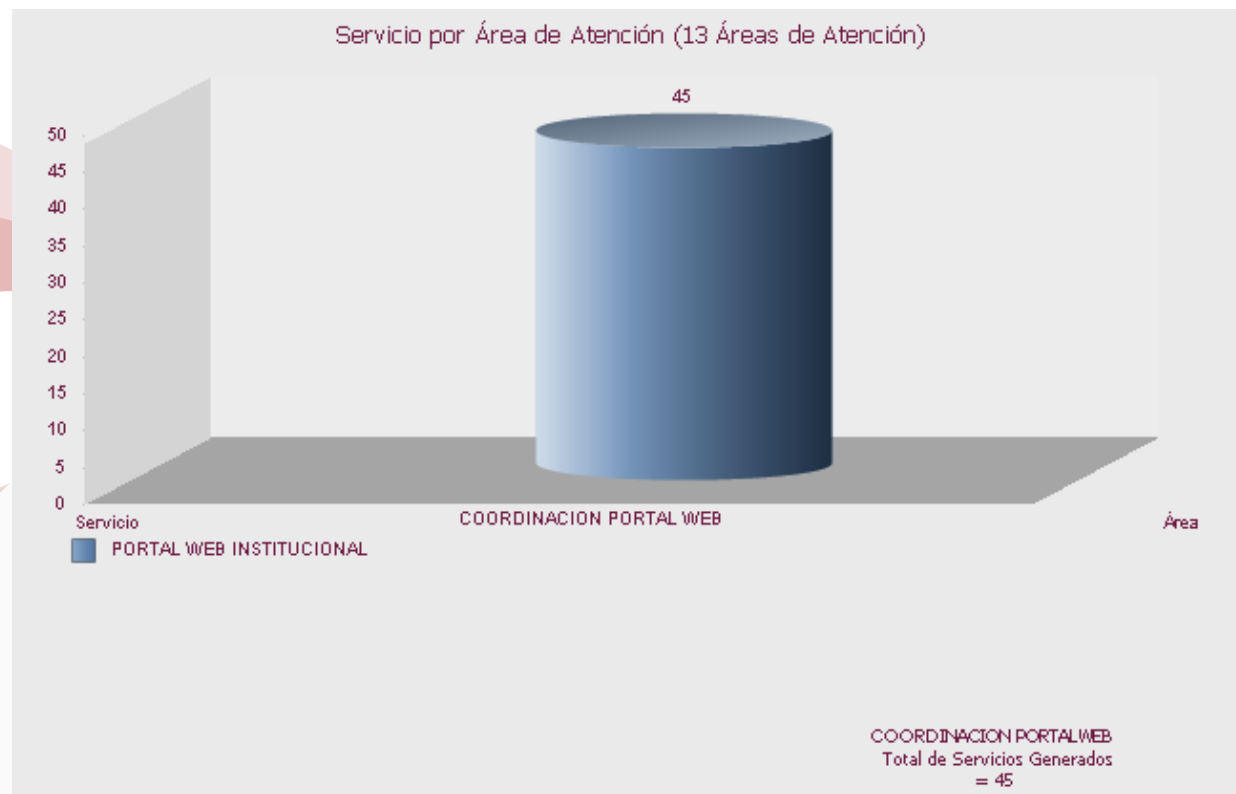 Servicio por Área de Atención (13 Áreas de Atención)
45
50
45
40
35
30
25
20
15
10
5
0
Servicio
COORDINACION PORTAL WEB
Área
PORTAL WEB INSTITUCIONAL
COORDINACION PORTALWEB
Total de Servicios Generados
= 45